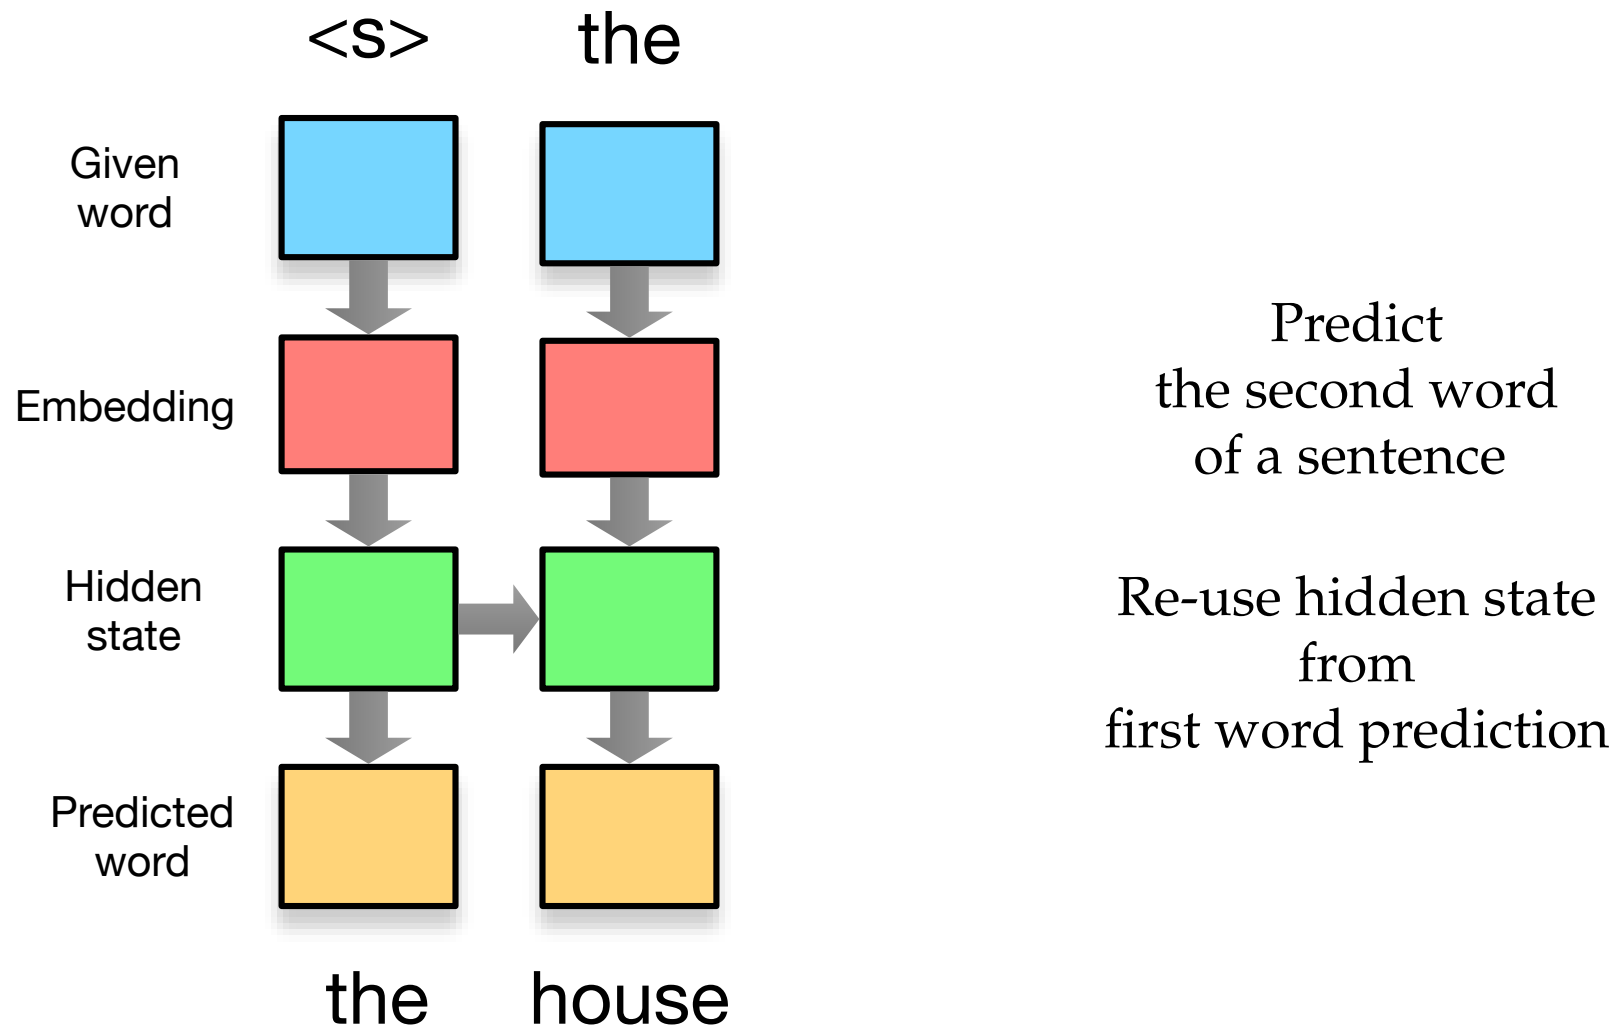 <s> the
Given
word
Embedding
Hidden
state
Predicted
word
the house
Predict
the second word
of a sentence
Re-use hidden state
from
first word prediction